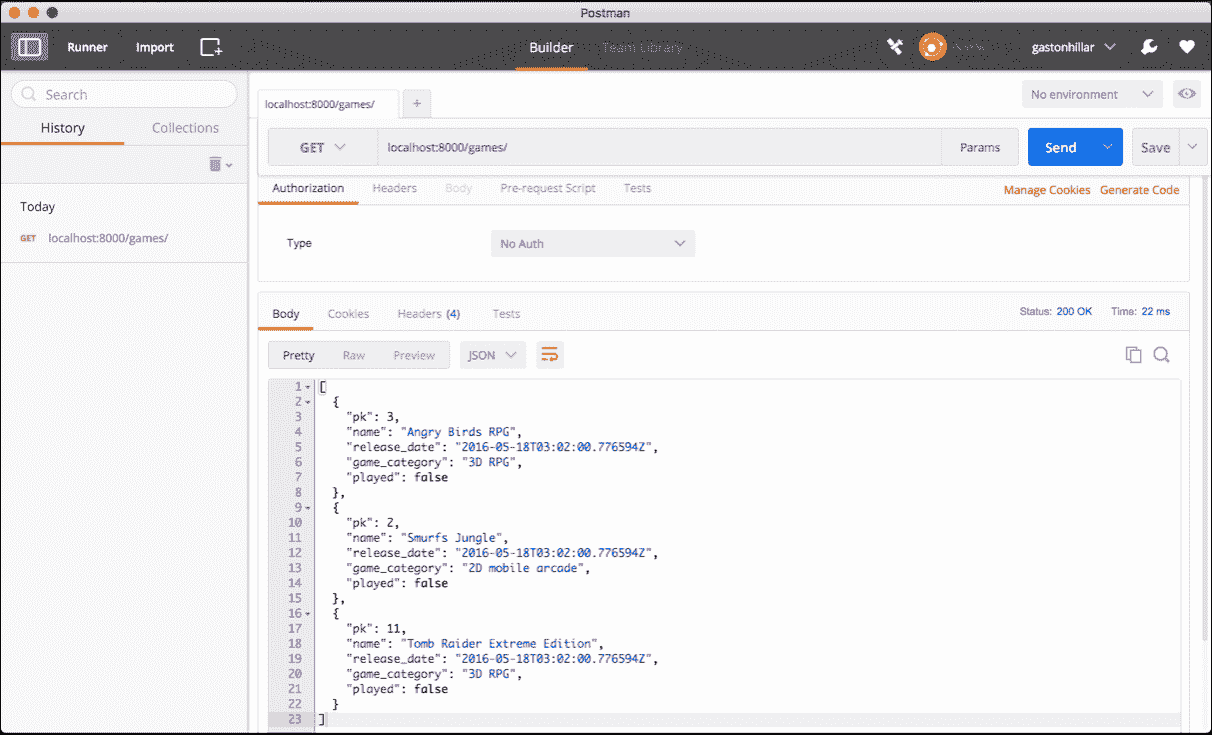 Postman
Runner Import Builder Team Library gastonhillar
Search
History Collections
Today
GET localhost:8000/games/
localhost:8000/games/ + No environment
GET localhost:8000/games/ Params Send Save
Authorization Headers Body Pre-request Script Tests Manage Cookies Generate Code
Type No Auth
Body Cookies Headers (4) Tests Status: 200 OK Time: 22 ms
Pretty Raw Preview JSON
1 [
2 {
3 "pk": 3,
4 "name": "Angry Birds RPG",
5 "release_date": "2016-05-18T03:02:00.776594Z",
6 "game_category": "3D RPG",
7 "played": false
8 },
9 {
10 "pk": 2,
11 "name": "Smurfs Jungle",
12 "release_date": "2016-05-18T03:02:00.776594Z",
13 "game_category": "2D mobile arcade",
14 "played": false
15 },
16 {
17 "pk": 11,
18 "name": "Tomb Raider Extreme Edition",
19 "release_date": "2016-05-18T03:02:00.776594Z",
20 "game_category": "3D RPG",
21 "played": false
22 }
23 ]